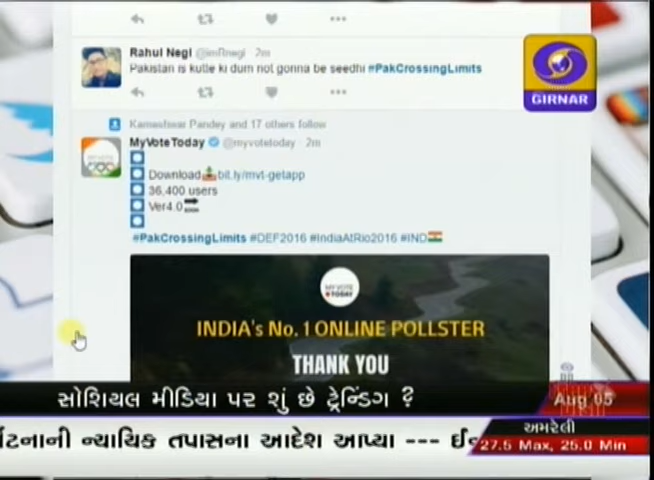 Rahul Negi @imRnegi · 2m
Pakistan is kutte ki dum not gonna be seedhi #PakCrossingLimits
GIRNAR
Kameshwar Pandey and 17 others follow
MyVoteToday @myvotetoday · 2m
Download bit.ly/mvt-getapp
36,400 users
Ver4.0
#PakCrossingLimits #DEF2016 #IndiaAtRio2016 #IND
MY VOTE
TODAY
INDIA's No. 1 ONLINE POLLSTER
THANK YOU
સોશિયલ મીડિયા પર શું છે ટ્રેન્ડિંગ ?
Aug 05
અમરેલી
ન્યાયિક તપાસના આદેશ આપ્યા ---
27.5 Max, 25.0 Min